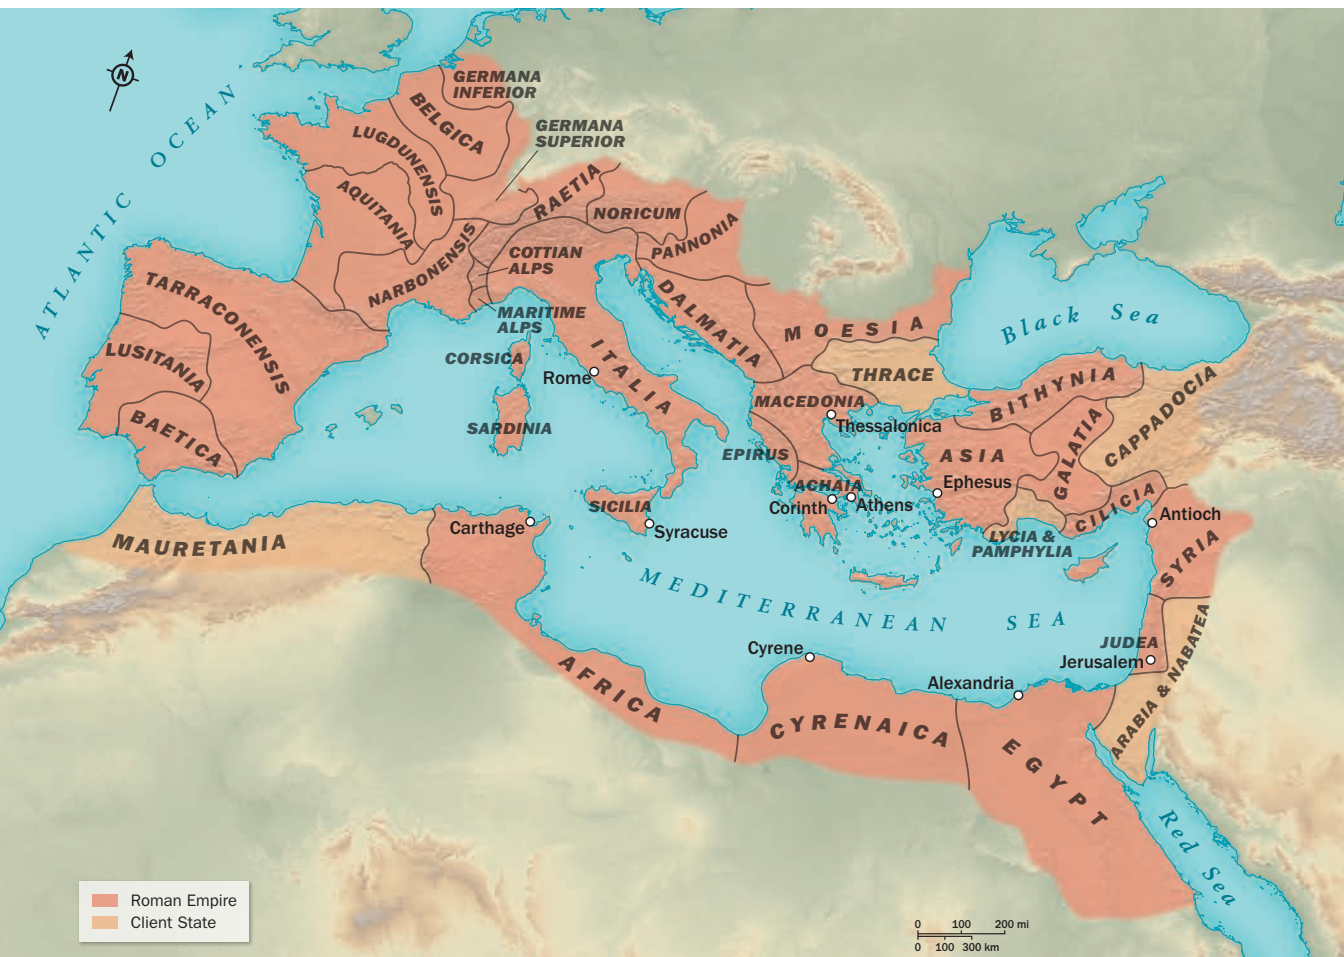 N
ATLANTIC OCEAN
GERMANA
INFERIOR
BELGICA
GERMANA
SUPERIOR
LUGDUNENSIS
AQUITANIA
RAETIA
NORICUM
PANNONIA
NARBONENSIS
COTTIAN
ALPS
MARITIME
ALPS
TARRACONENSIS
LUSITANIA
BAETICA
CORSICA
SARDINIA
ITALIA
Rome
DALMATIA
MOESIA
Black Sea
THRACE
MACEDONIA
Thessalonica
EPIRUS
ACHAIA
Corinth
Athens
BITHYNIA
ASIA
Ephesus
GALATIA
CAPPADOCIA
CILICIA
LYCIA &
PAMPHYLIA
Antioch
SYRIA
SICILIA
Syracuse
Carthage
MAURETANIA
MEDITERRANEAN SEA
JUDEA
Jerusalem
ARABIA & NABATEA
Cyrene
Alexandria
AFRICA
CYRENAICA
EGYPT
Red Sea
Roman Empire
Client State
0 100 200 mi
0 100 300 km